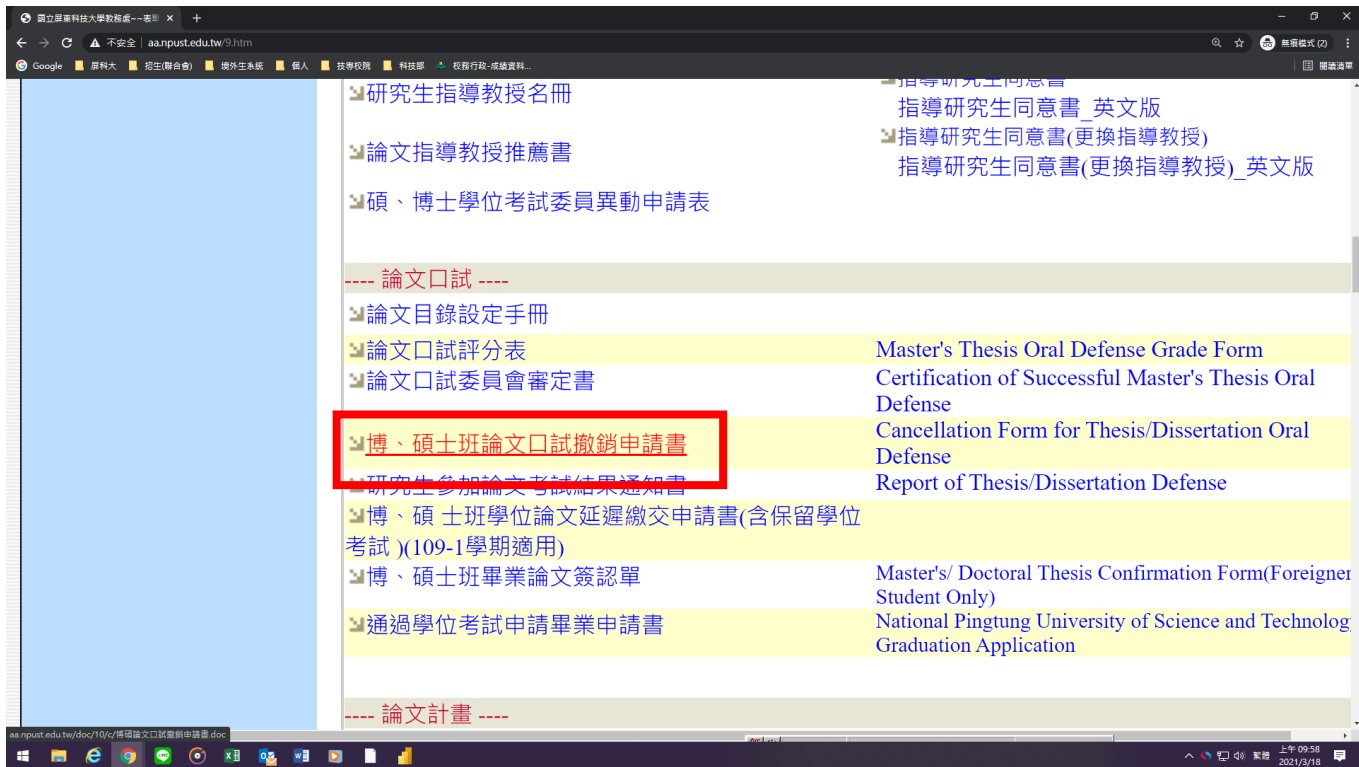 國立屏東科技大學教務處~~表單
不安全 | aa.npust.edu.tw/9.htm
無痕模式 (2)
Google 屏科大 招生(聯合會) 境外生系統 個人 技專校院 科技部 校務行政-成績資料...
閱讀清單
研究生指導教授名冊
指導研究生同意書
指導研究生同意書_英文版
論文指導教授推薦書
指導研究生同意書(更換指導教授)
指導研究生同意書(更換指導教授)_英文版
碩、博士學位考試委員異動申請表
---- 論文口試 ----
論文目錄設定手冊
論文口試評分表
Master's Thesis Oral Defense Grade Form
論文口試委員會審定書
Certification of Successful Master's Thesis Oral
Defense
博、碩士班論文口試撤銷申請書
Cancellation Form for Thesis/Dissertation Oral
Defense
研究生參加論文考試結果通知書
Report of Thesis/Dissertation Defense
博、碩 士班學位論文延遲繳交申請書(含保留學位
考試 )(109-1學期適用)
博、碩士班畢業論文簽認單
Master's/ Doctoral Thesis Confirmation Form(Foreigner
Student Only)
通過學位考試申請畢業申請書
National Pingtung University of Science and Technolog
Graduation Application
---- 論文計畫 ----
aa.npust.edu.tw/doc/10/c/博碩論文口試撤銷申請書.doc
繁體
上午 09:58
2021/3/18